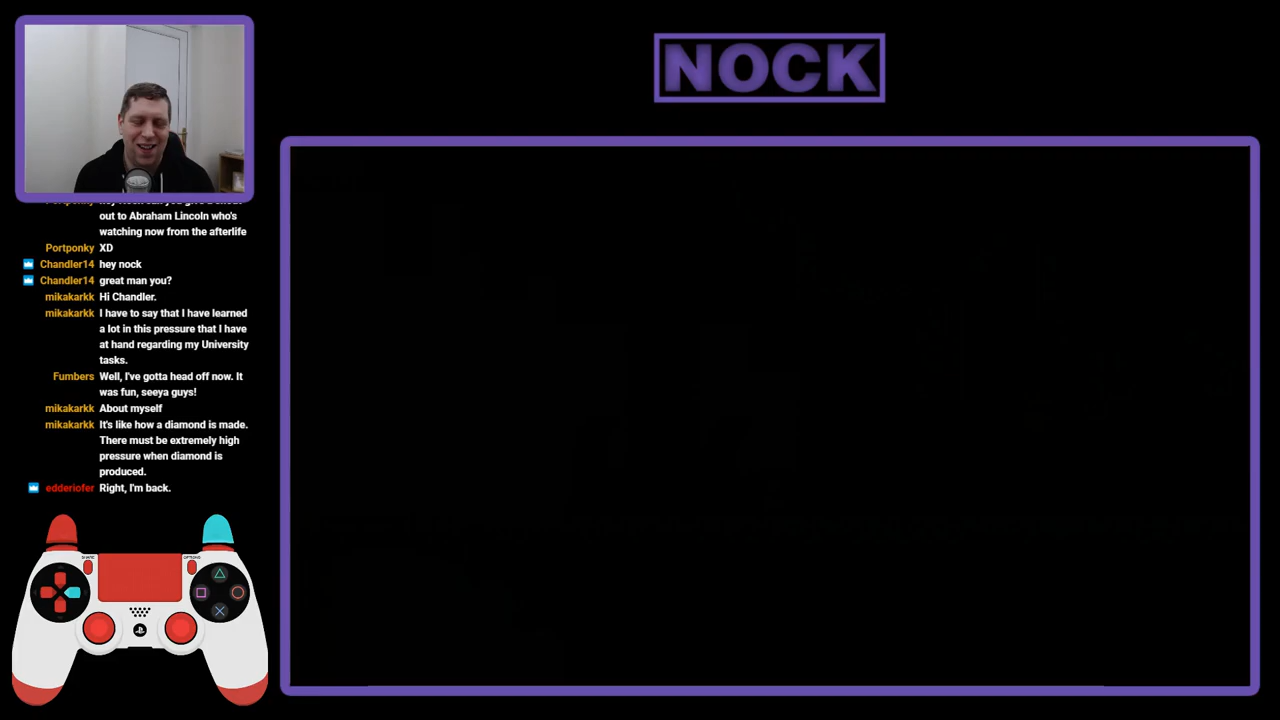 NOCK
out to Abraham Lincoln who's
watching now from the afterlife
Portponky XD
Chandler14 hey nock
Chandler14 great man you?
mikakarkk Hi Chandler.
mikakarkk I have to say that I have learned
a lot in this pressure that I have
at hand regarding my University
tasks.
Fumbers Well, I've gotta head off now. It
was fun, seeya guys!
mikakarkk About myself
mikakarkk It's like how a diamond is made.
There must be extremely high
pressure when diamond is
produced.
edderiofer Right, I'm back.
SHARE OPTIONS